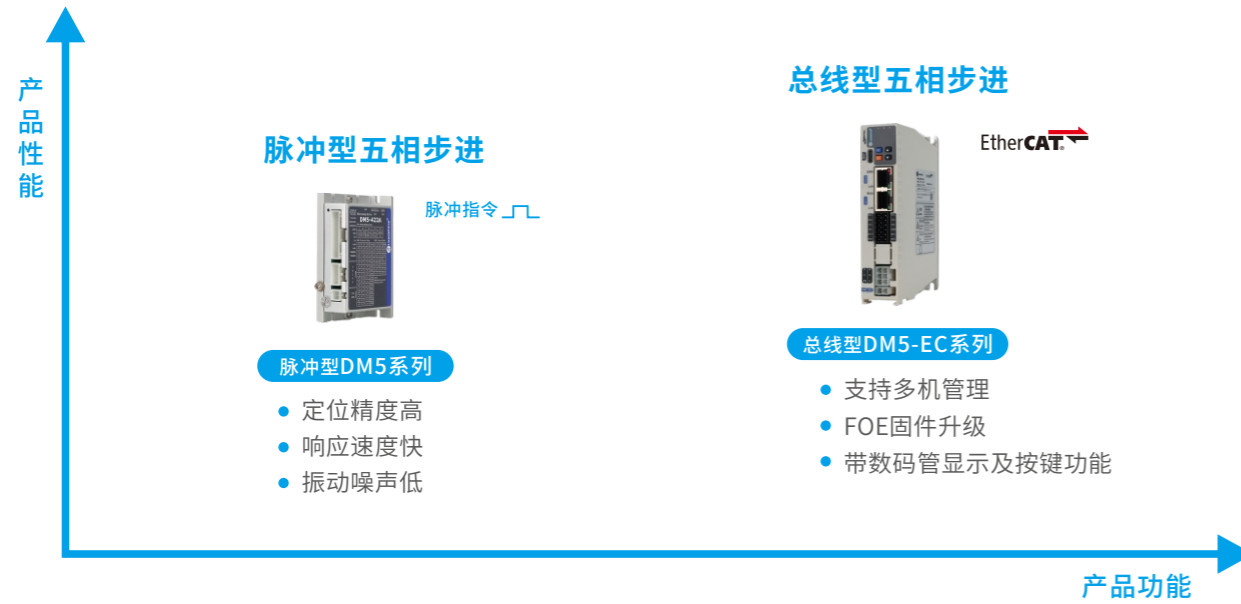 产品性能
总线型五相步进
EtherCAT
脉冲型五相步进
脉冲指令
DM5-4228
脉冲型DM5系列
定位精度高
响应速度快
振动噪声低
总线型DM5-EC系列
支持多机管理
FOE固件升级
带数码管显示及按键功能
产品功能